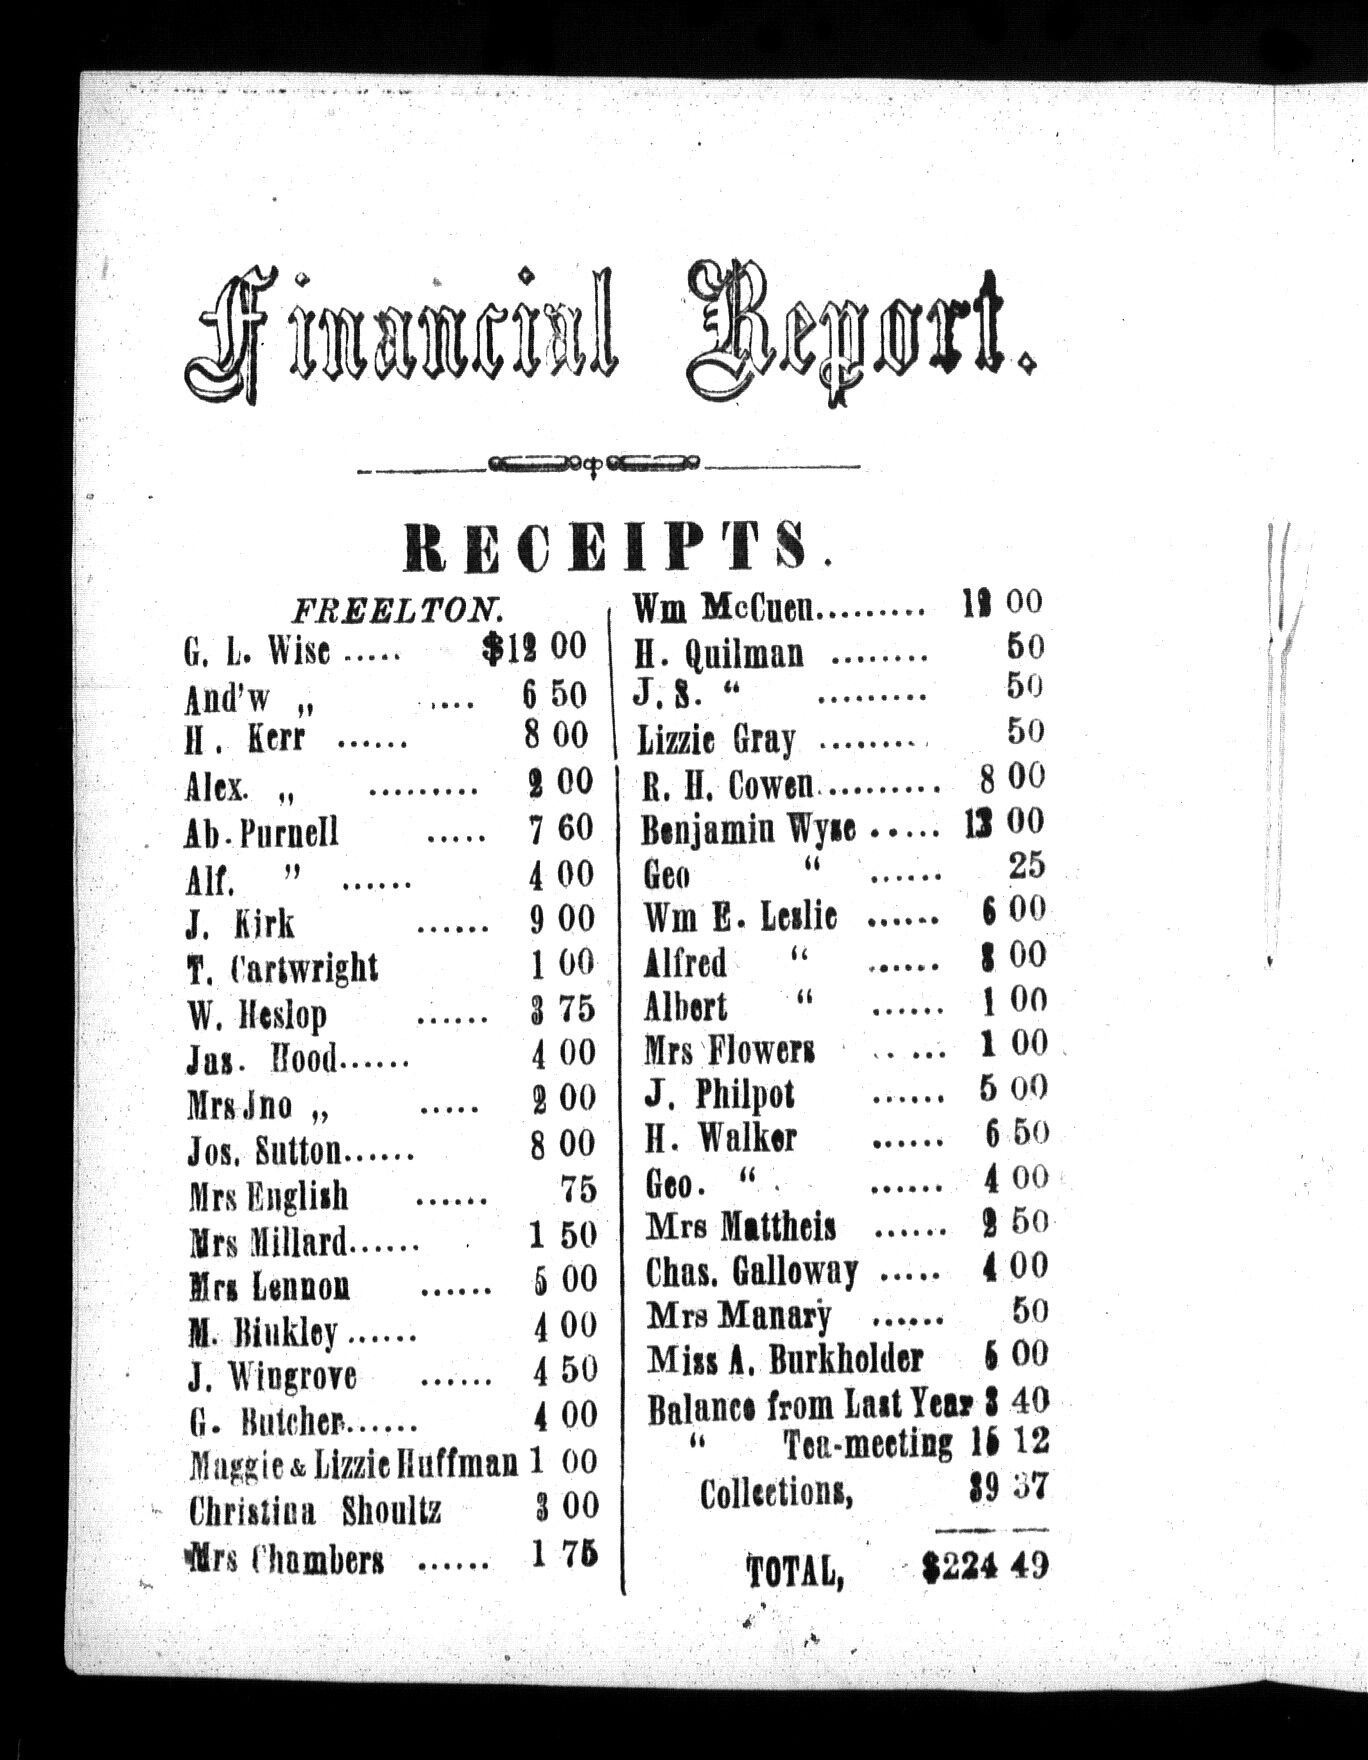 Financial Report.
RECEIPTS.
FREELTON.
G. L. Wise ..... $12 00
And'w „ .... 6 50
H. Kerr ...... 8 00
Alex. „ ......... 2 00
Ab. Purnell ..... 7 60
Alf. ” ...... 4 00
J. Kirk ...... 9 00
T. Cartwright 1 00
W. Heslop ...... 3 75
Jas. Hood...... 4 00
Mrs Jno „ ..... 2 00
Jos. Sutton...... 8 00
Mrs English ...... 75
Mrs Millard...... 1 50
Mrs Lennon ...... 5 00
M. Binkley ...... 4 00
J. Wingrove ...... 4 50
G. Butcher...... 4 00
Maggie & Lizzie Huffman 1 00
Christina Shoultz 3 00
Mrs Chambers ...... 1 75
Wm McCuen......... 12 00
H. Quilman ........ 50
J. S. “ ......... 50
Lizzie Gray ......... 50
R. H. Cowen.......... 8 00
Benjamin Wyse ..... 13 00
Geo “ ...... 25
Wm E. Leslie ...... 6 00
Alfred “ ...... 3 00
Albert “ ...... 1 00
Mrs Flowers ..... 1 00
J. Philpot ...... 5 00
H. Walker ...... 6 50
Geo. “ ...... 4 00
Mrs Mattheis ...... 2 50
Chas. Galloway ..... 4 00
Mrs Manary ...... 50
Miss A. Burkholder 5 00
Balance from Last Year 3 40
“ Tea-meeting 15 12
Collections, 39 37
TOTAL, $224 49